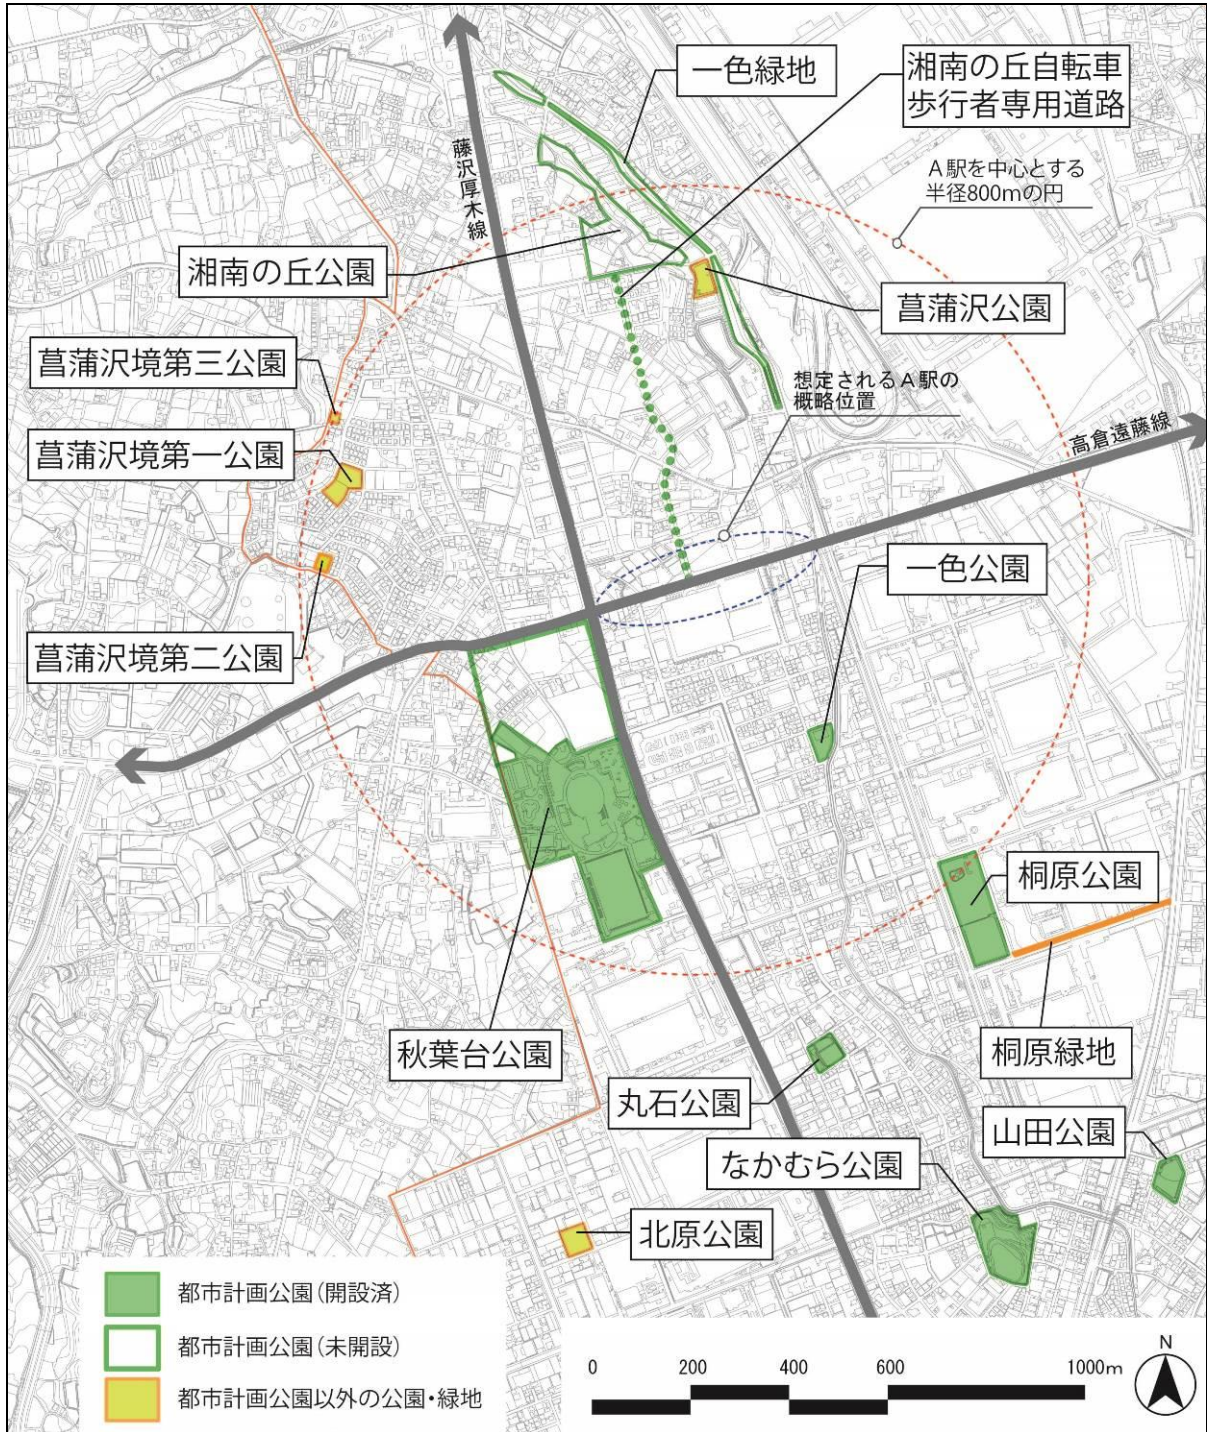 一色緑地
湘南の丘自転車
歩行者専用道路
藤沢厚木線
A駅を中心とする
半径800mの円
湘南の丘公園
菖蒲沢公園
菖蒲沢境第三公園
想定されるA駅の
概略位置
菖蒲沢境第一公園
高倉遠藤線
一色公園
菖蒲沢境第二公園
桐原公園
秋葉台公園
桐原緑地
丸石公園
山田公園
なかむら公園
北原公園
都市計画公園(開設済)
都市計画公園(未開設)
都市計画公園以外の公園・緑地
0 200 400 600 1000m
N